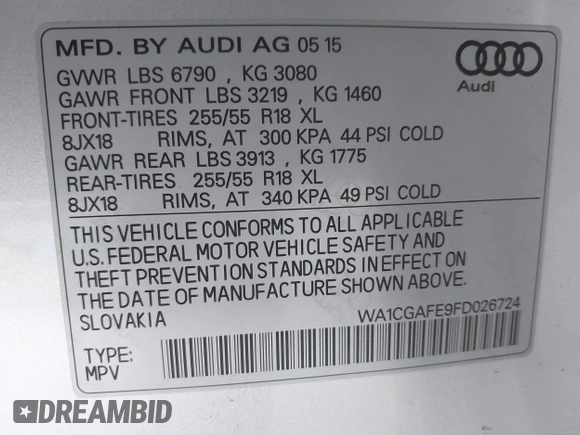 MFD. BY AUDI AG 05 15
GVWR LBS 6790 , KG 3080
GAWR FRONT LBS 3219 , KG 1460
FRONT-TIRES 255/55 R18 XL
8JX18 RIMS, AT 300 KPA 44 PSI COLD
GAWR REAR LBS 3913 , KG 1775
REAR-TIRES 255/55 R18 XL
8JX18 RIMS, AT 340 KPA 49 PSI COLD
Audi
THIS VEHICLE CONFORMS TO ALL APPLICABLE
U.S. FEDERAL MOTOR VEHICLE SAFETY AND
THEFT PREVENTION STANDARDS IN EFFECT ON
THE DATE OF MANUFACTURE SHOWN ABOVE.
SLOVAKIA
WA1CGAFE9FD026724
TYPE:
MPV
DREAMBID